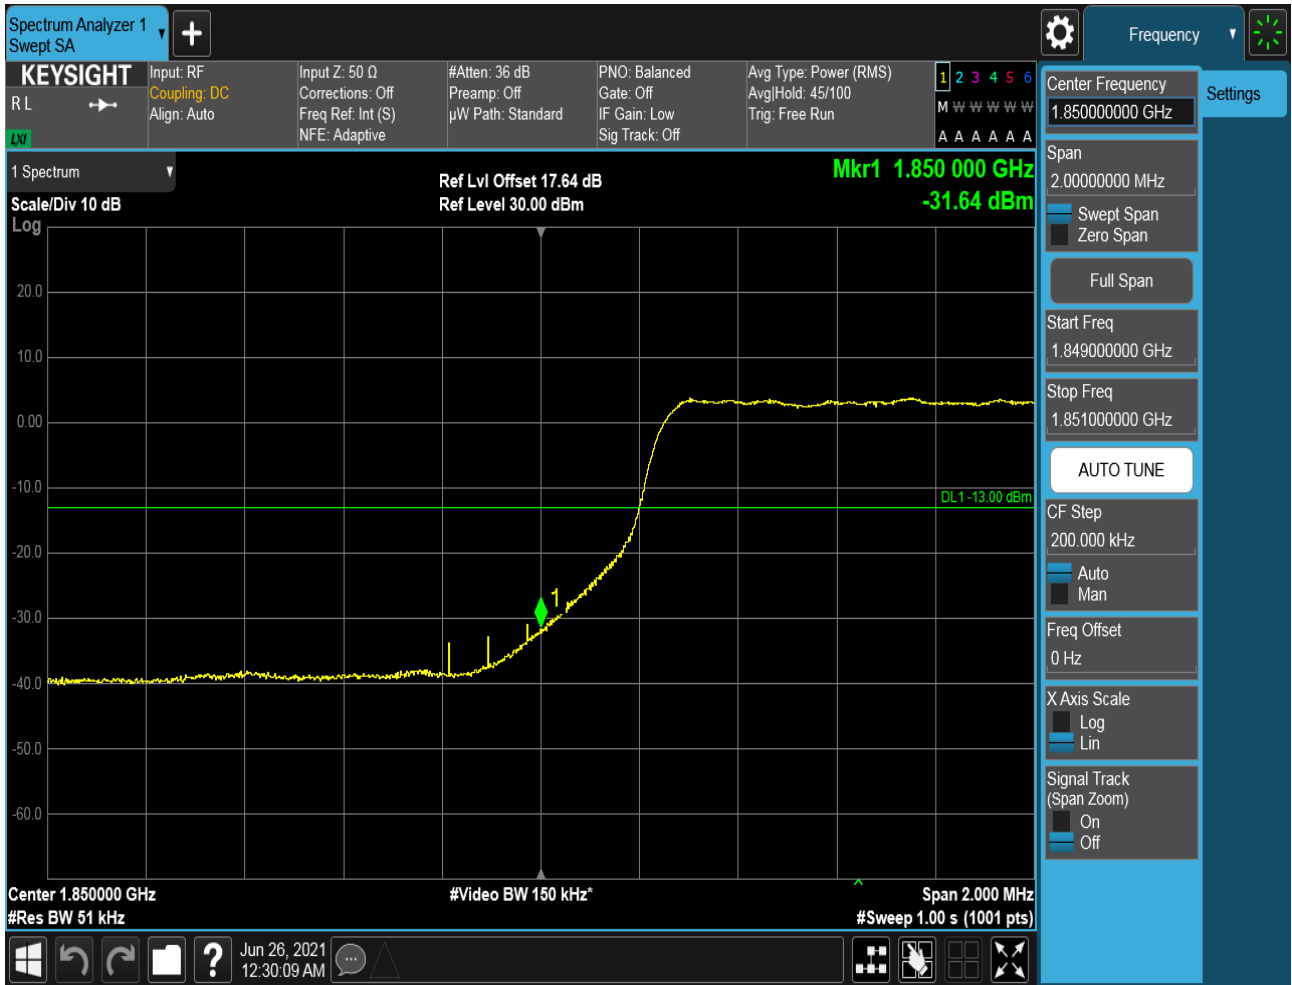 Spectrum Analyzer 1
Swept SA
Frequency
KEYSIGHT
R L
LXI
Input: RF
Coupling: DC
Align: Auto
Input Z: 50 Ω
Corrections: Off
Freq Ref: Int (S)
NFE: Adaptive
#Atten: 36 dB
Preamp: Off
µW Path: Standard
PNO: Balanced
Gate: Off
IF Gain: Low
Sig Track: Off
Avg Type: Power (RMS)
Avg|Hold: 45/100
Trig: Free Run
1 2 3 4 5 6
M W W W W W
A A A A A A
1 Spectrum
Scale/Div 10 dB
Log
Ref Lvl Offset 17.64 dB
Ref Level 30.00 dBm
Mkr1 1.850 000 GHz
-31.64 dBm
20.0
10.0
0.00
-10.0
DL1 -13.00 dBm
-20.0
1
-30.0
-40.0
-50.0
-60.0
Center 1.850000 GHz
#Video BW 150 kHz*
Span 2.000 MHz
#Res BW 51 kHz
#Sweep 1.00 s (1001 pts)
?
Jun 26, 2021
12:30:09 AM
Center Frequency
1.850000000 GHz
Settings
Span
2.00000000 MHz
Swept Span
Zero Span
Full Span
Start Freq
1.849000000 GHz
Stop Freq
1.851000000 GHz
AUTO TUNE
CF Step
200.000 kHz
Auto
Man
Freq Offset
0 Hz
X Axis Scale
Log
Lin
Signal Track
(Span Zoom)
On
Off